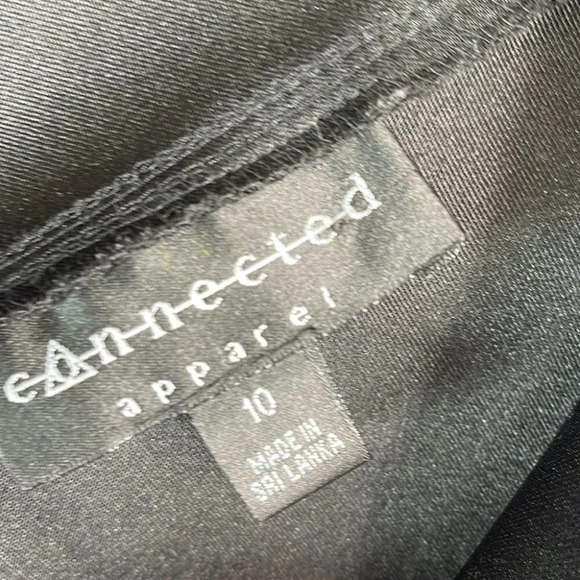 connected
apparel
10
MADE IN
SRI LANKA